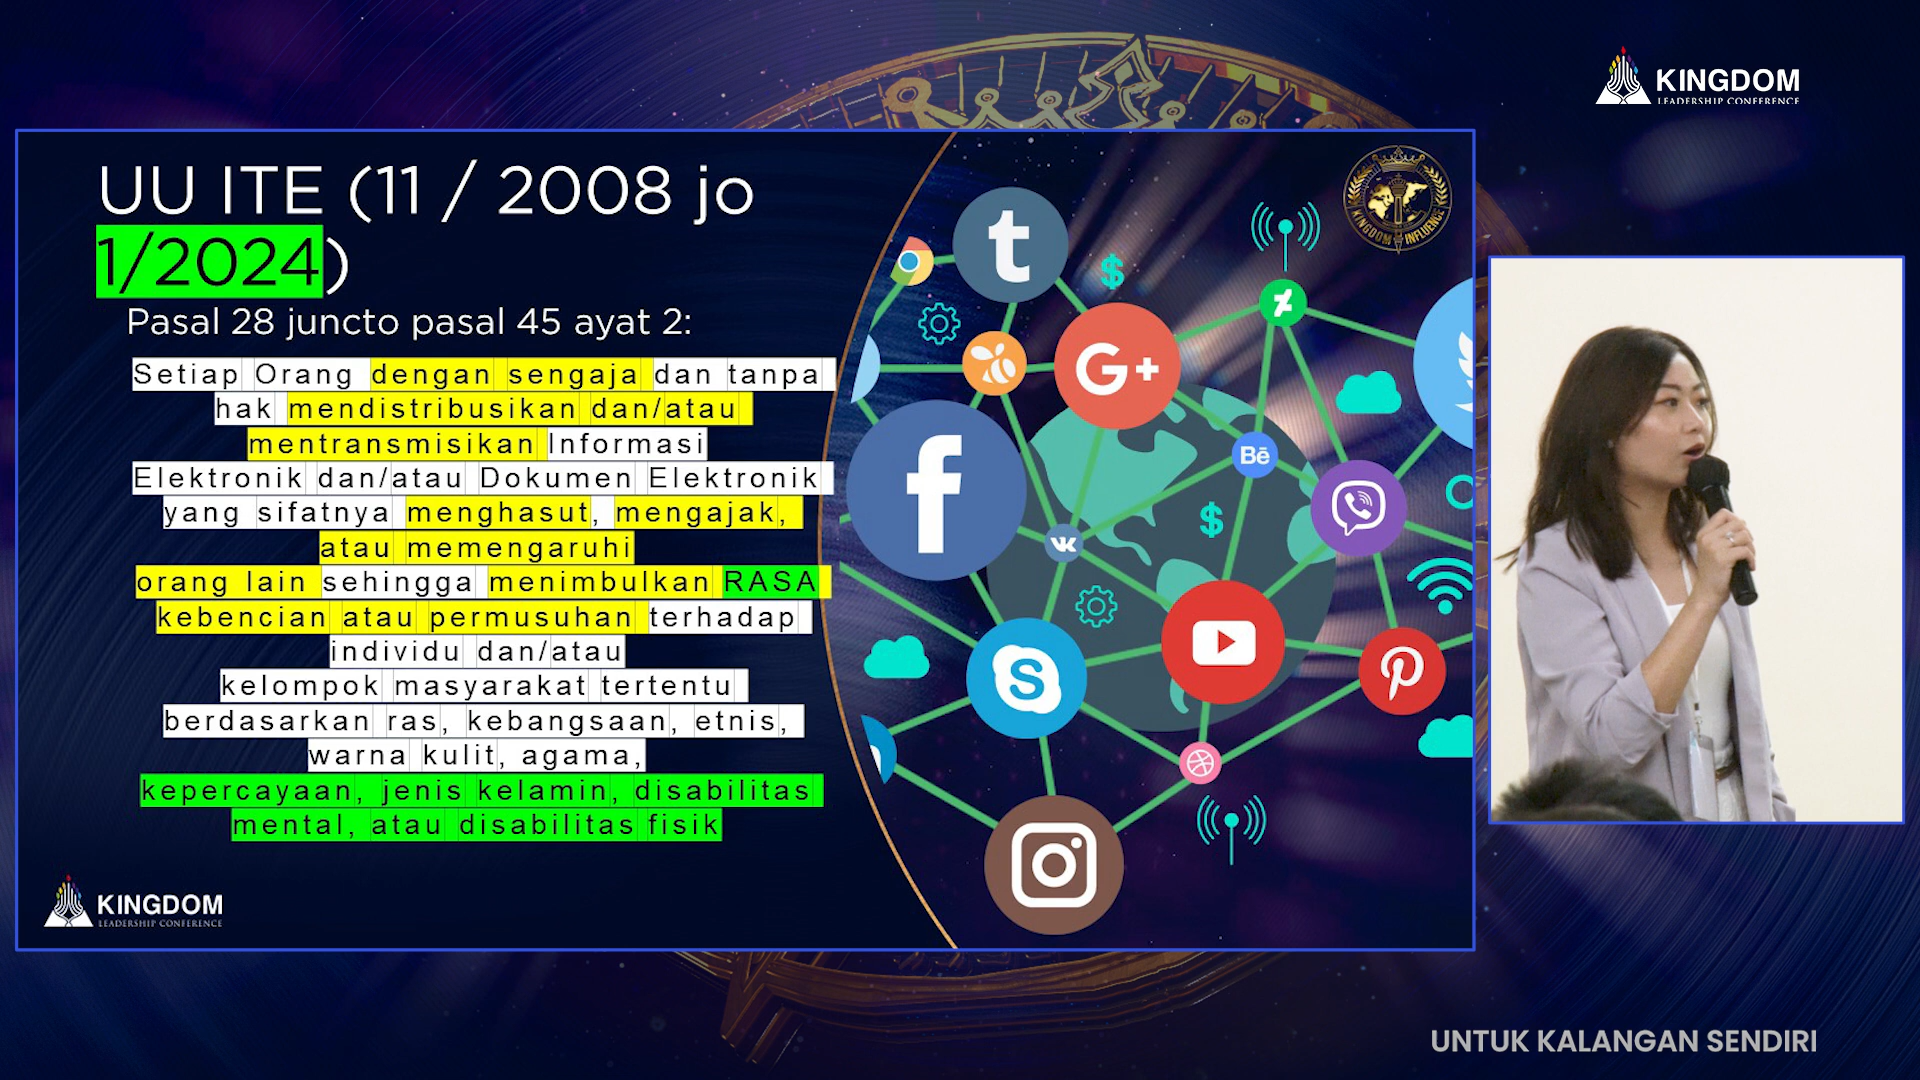 KINGDOM
LEADERSHIP CONFERENCE
UU ITE (11 / 2008 jo
1/2024)
Pasal 28 juncto pasal 45 ayat 2:
Setiap Orang dengan sengaja dan tanpa
hak mendistribusikan dan/atau
mentransmisikan Informasi
Elektronik dan/atau Dokumen Elektronik
yang sifatnya menghasut, mengajak,
atau memengaruhi
orang lain sehingga menimbulkan RASA
kebencian atau permusuhan terhadap
individu dan/atau
kelompok masyarakat tertentu
berdasarkan ras, kebangsaan, etnis,
warna kulit, agama,
kepercayaan, jenis kelamin, disabilitas
mental, atau disabilitas fisik
KINGDOM INFLUENCE
t
G+
Bē
f
VK
S
KINGDOM
LEADERSHIP CONFERENCE
UNTUK KALANGAN SENDIRI